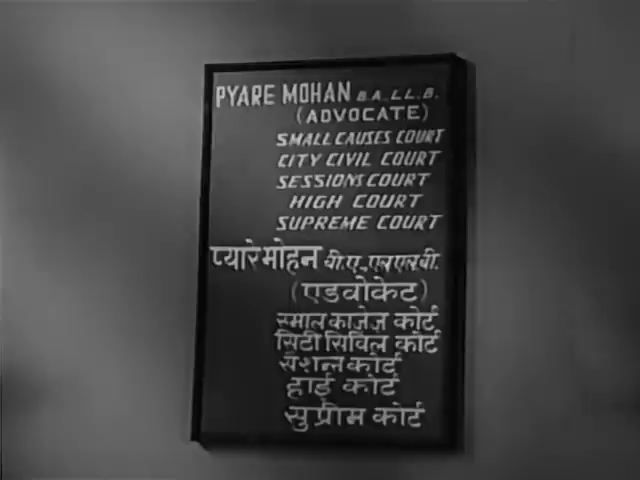 PYARE MOHAN B.A., LL.B.
(ADVOCATE)
SMALL CAUSES COURT
CITY CIVIL COURT
SESSIONS COURT
HIGH COURT
SUPREME COURT
प्यारे मोहन बी.ए., एलएलबी.
(एडवोकेट)
स्माल काजेज़ कोर्ट
सिटी सिविल कोर्ट
सेशन्त कोर्ट
हाई कोर्ट
सुप्रीम कोर्ट